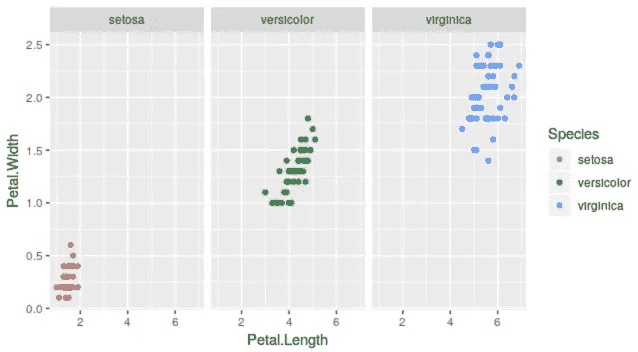 setosa versicolor virginica
2.5
2.0
1.5
1.0
0.5
0.0
Petal.Width
2 4 6 2 4 6 2 4 6
Petal.Length
Species
setosa
versicolor
virginica